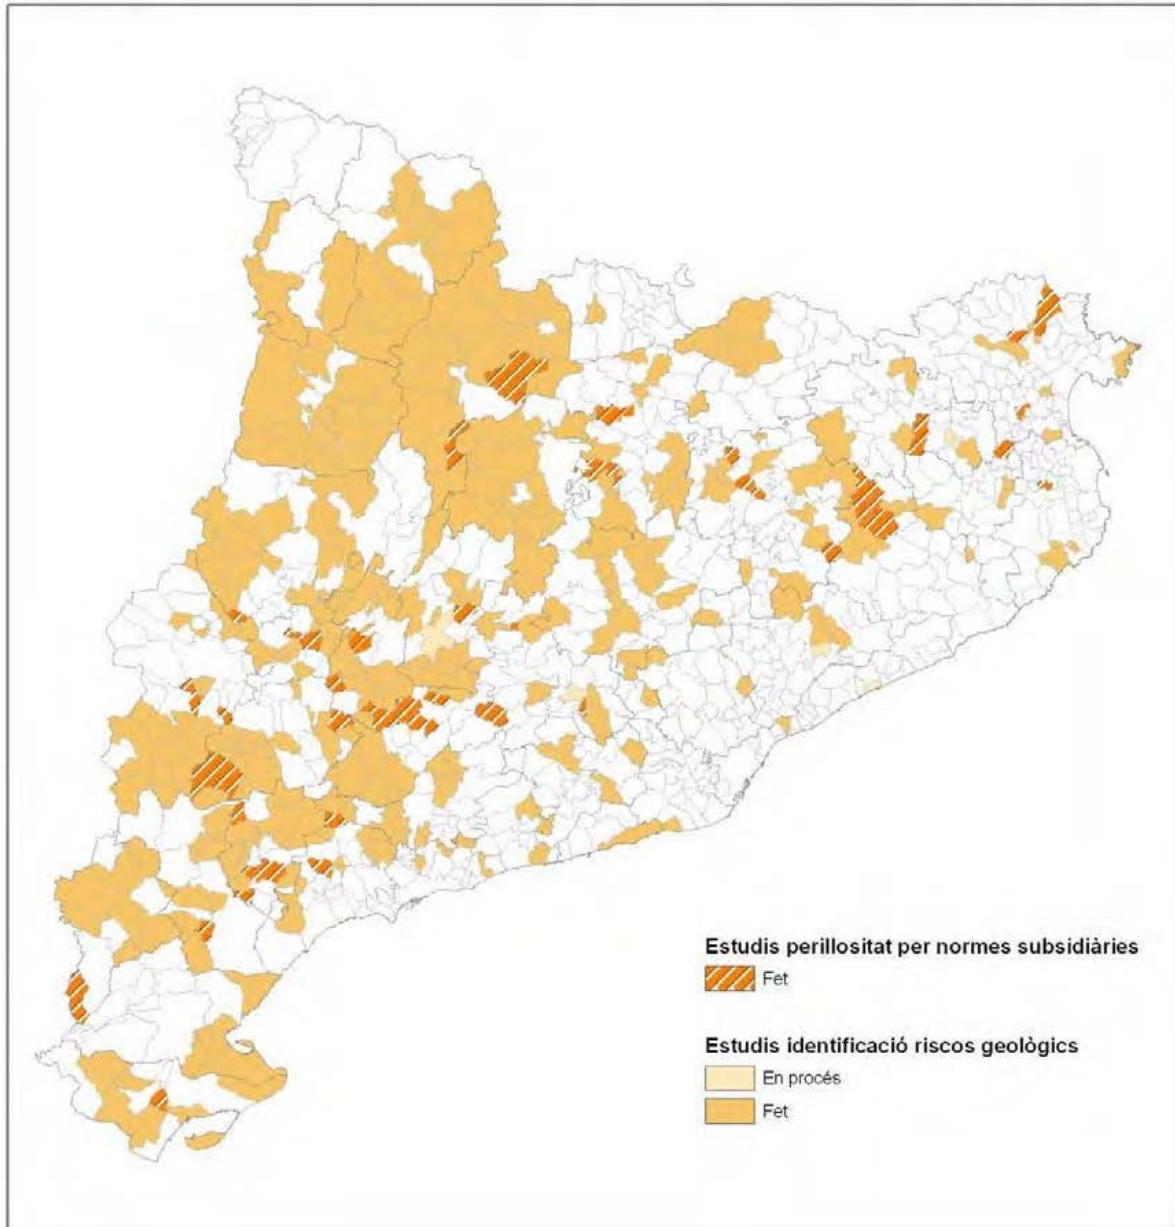 Estudis perillositat per normes subsidiàries
Fet
Estudis identificació riscos geològics
En procés
Fet